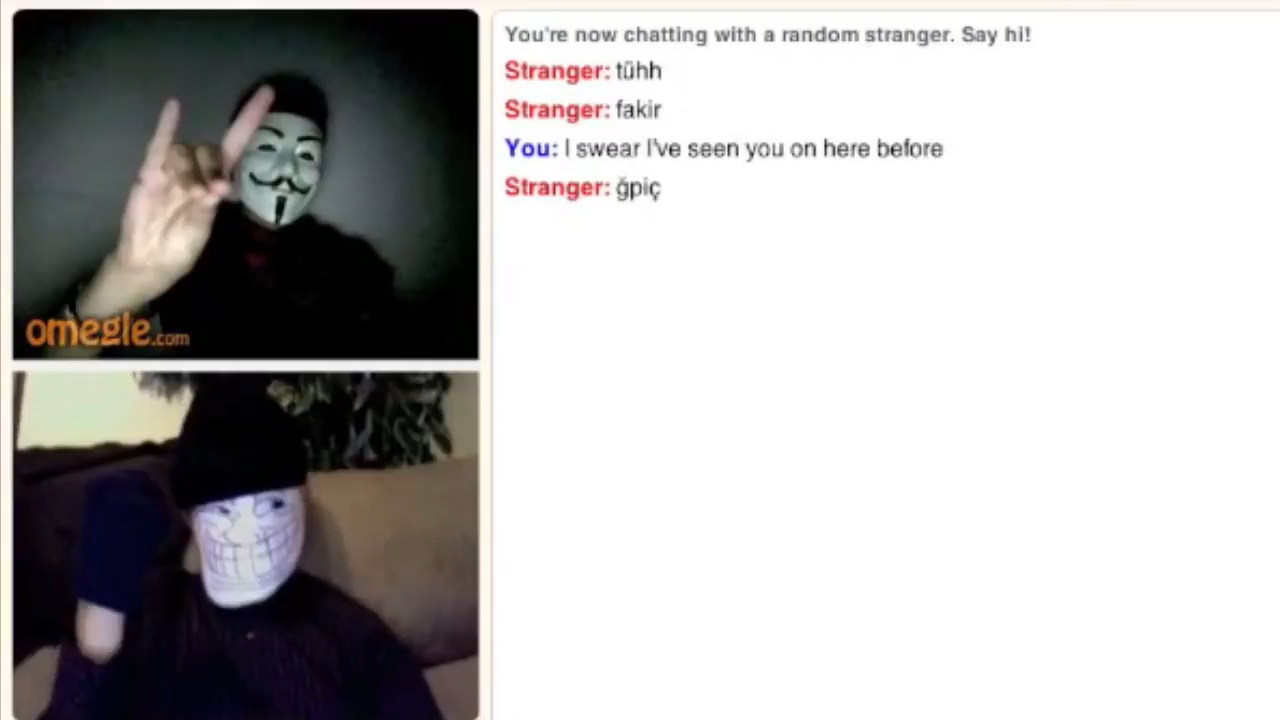 You're now chatting with a random stranger. Say hi!
Stranger: tühh
Stranger: fakir
You: I swear I've seen you on here before
Stranger: ğpiç
omegle.com